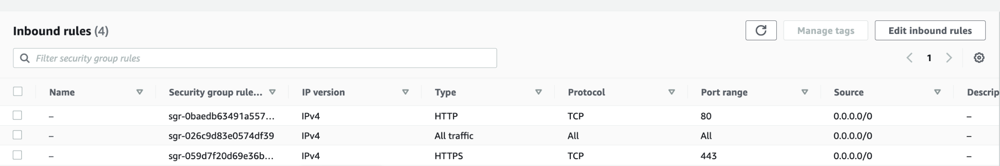 Inbound rules (4)
Manage tags
Edit inbound rules
Filter security group rules
1
Name Security group rule... IP version Type Protocol Port range Source Descrip
– sgr-0baedb63491a557... IPv4 HTTP TCP 80 0.0.0.0/0 –
– sgr-026c9d83e0574df39 IPv4 All traffic All All 0.0.0.0/0 –
– sgr-059d7f20d69e36b... IPv4 HTTPS TCP 443 0.0.0.0/0 –